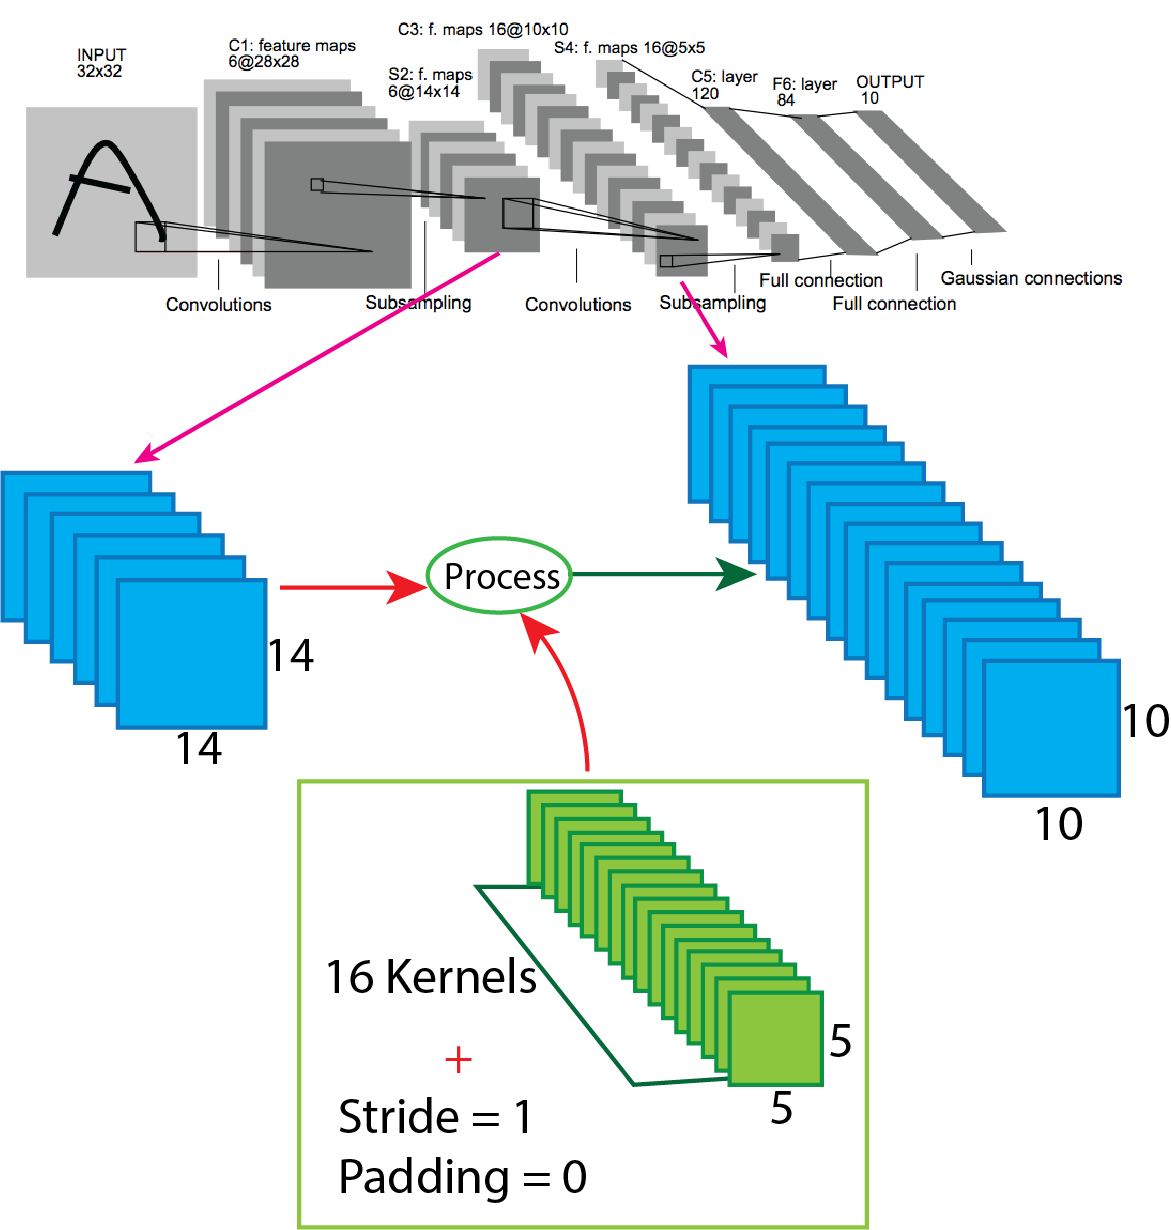 INPUT
32x32
C1: feature maps
6@28x28
S2: f. maps
6@14x14
C3: f. maps 16@10x10
S4: f. maps 16@5x5
C5: layer
120
F6: layer
84
OUTPUT
10
Convolutions
Subsampling
Convolutions
Subsampling
Full connection
Full connection
Gaussian connections
14
14
Process
10
10
16 Kernels
+
Stride = 1
Padding = 0
5
5